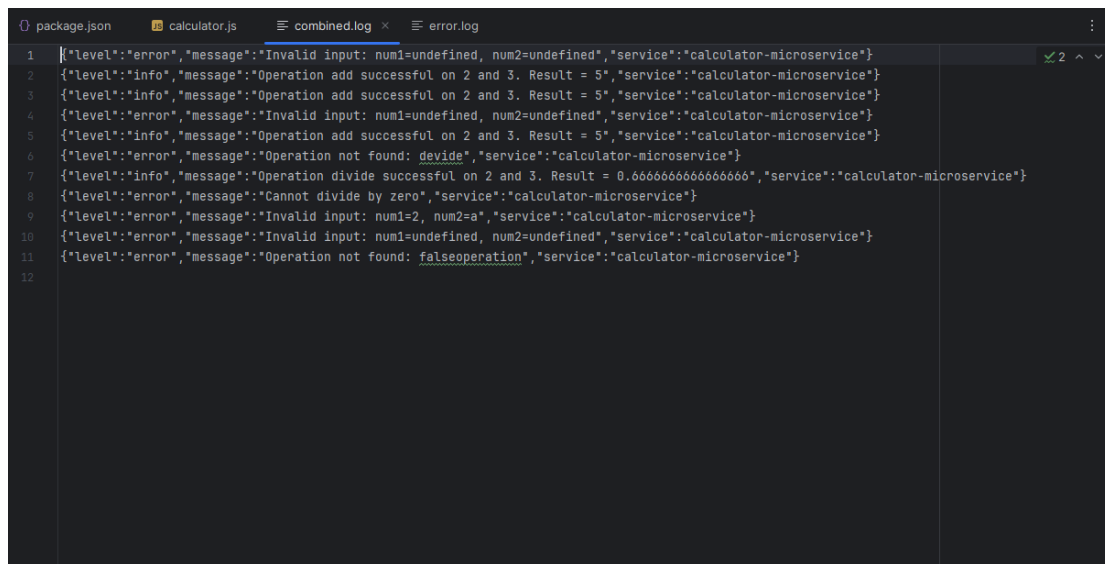 package.json calculator.js combined.log error.log
1 {"level":"error","message":"Invalid input: num1=undefined, num2=undefined","service":"calculator-microservice"} 2
2 {"level":"info","message":"Operation add successful on 2 and 3. Result = 5","service":"calculator-microservice"}
3 {"level":"info","message":"Operation add successful on 2 and 3. Result = 5","service":"calculator-microservice"}
4 {"level":"error","message":"Invalid input: num1=undefined, num2=undefined","service":"calculator-microservice"}
5 {"level":"info","message":"Operation add successful on 2 and 3. Result = 5","service":"calculator-microservice"}
6 {"level":"error","message":"Operation not found: devide","service":"calculator-microservice"}
7 {"level":"info","message":"Operation divide successful on 2 and 3. Result = 0.6666666666666666","service":"calculator-microservice"}
8 {"level":"error","message":"Cannot divide by zero","service":"calculator-microservice"}
9 {"level":"error","message":"Invalid input: num1=2, num2=a","service":"calculator-microservice"}
10 {"level":"error","message":"Invalid input: num1=undefined, num2=undefined","service":"calculator-microservice"}
11 {"level":"error","message":"Operation not found: falseoperation","service":"calculator-microservice"}
12